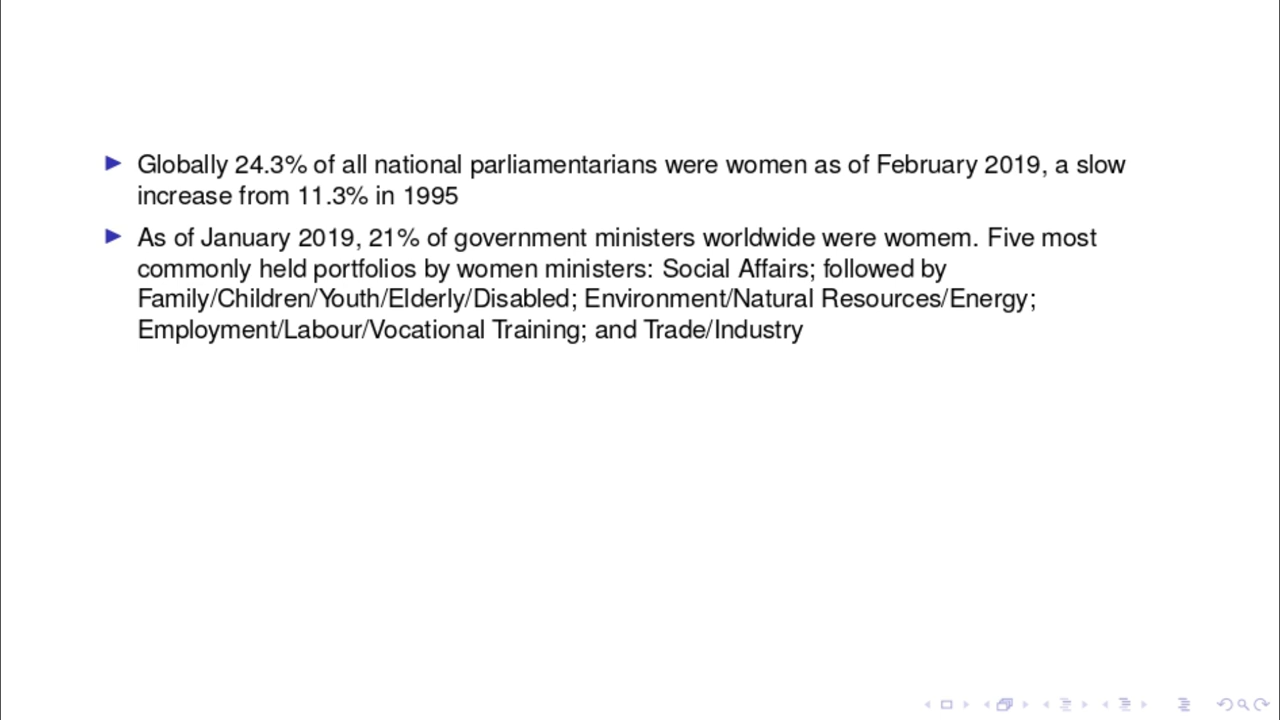 Globally 24.3% of all national parliamentarians were women as of February 2019, a slow
increase from 11.3% in 1995
As of January 2019, 21% of government ministers worldwide were womem. Five most
commonly held portfolios by women ministers: Social Affairs; followed by
Family/Children/Youth/Elderly/Disabled; Environment/Natural Resources/Energy;
Employment/Labour/Vocational Training; and Trade/Industry